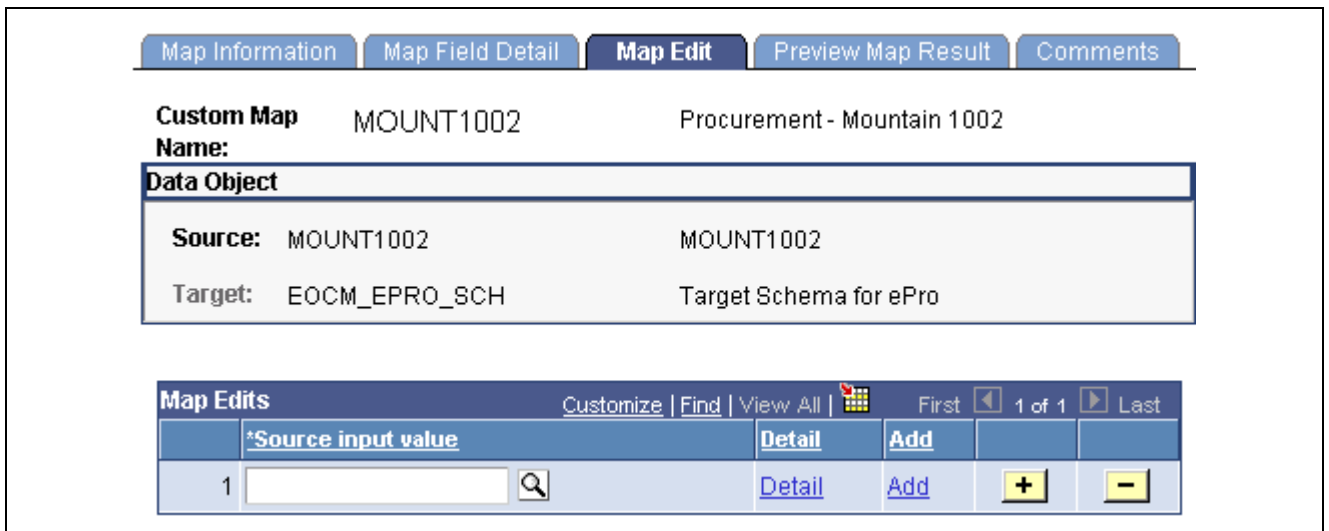 Map Information Map Field Detail Map Edit Preview Map Result Comments
Custom Map Name: MOUNT1002 Procurement - Mountain 1002
Data Object
Source: MOUNT1002 MOUNT1002
Target: EOCM_EPRO_SCH Target Schema for ePro
Map Edits Customize | Find | View All | First 1 of 1 Last
*Source input value Detail Add
1 Detail Add + −